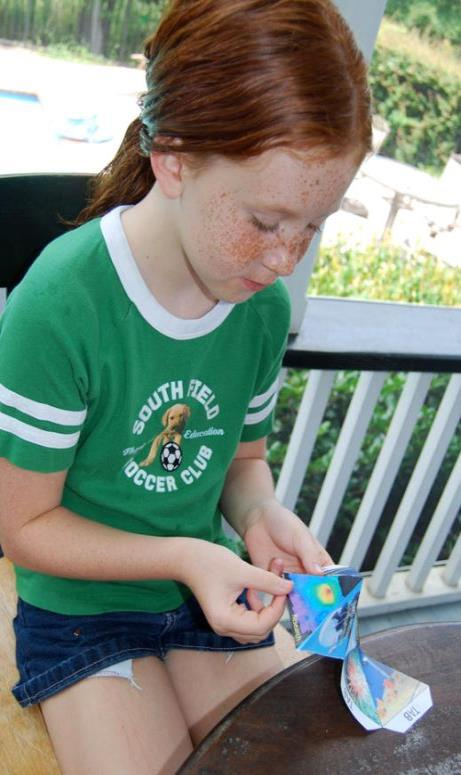 SOUTH FIELD
Education
SOCCER CLUB
TAB